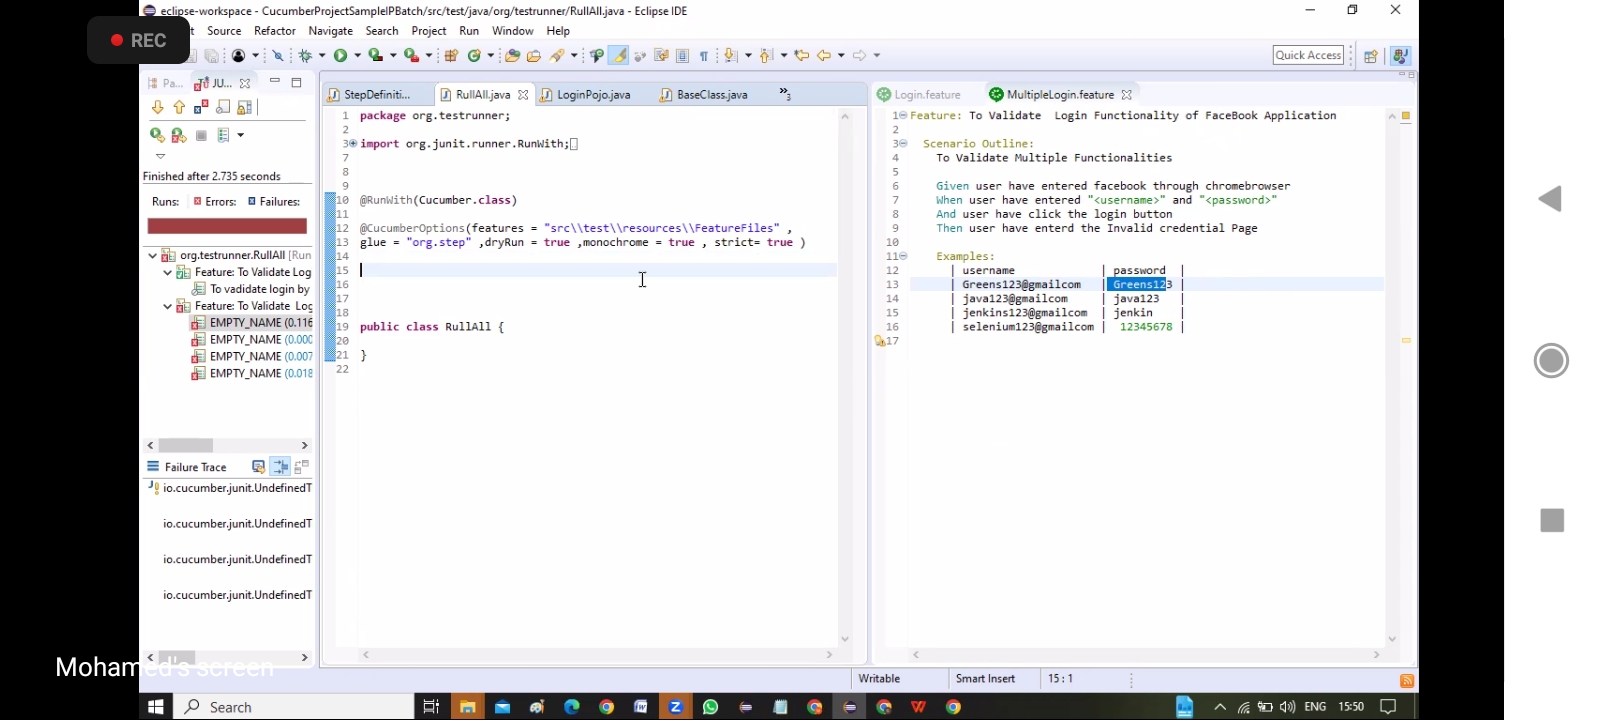 eclipse-workspace - CucumberProjectSampleIPBatch/src/test/java/org/testrunner/RullAll.java - Eclipse IDE
REC
Source Refactor Navigate Search Project Run Window Help
Quick Access
Pa... JU...
Finished after 2.735 seconds
Runs: Errors: Failures:
org.testrunner.RullAll [Run
Feature: To Validate Log
To vadidate login by
Feature: To Validate Log
EMPTY_NAME (0.116
EMPTY_NAME (0.000
EMPTY_NAME (0.007
EMPTY_NAME (0.018
Failure Trace
io.cucumber.junit.UndefinedT
io.cucumber.junit.UndefinedT
io.cucumber.junit.UndefinedT
io.cucumber.junit.UndefinedT
StepDefiniti... RullAll.java LoginPojo.java BaseClass.java »3
1 package org.testrunner;
2
3 import org.junit.runner.RunWith;
7
8
9
10 @RunWith(Cucumber.class)
11
12 @CucumberOptions(features = "src\\test\\resources\\FeatureFiles" ,
13 glue = "org.step" ,dryRun = true ,monochrome = true , strict= true )
14
15
16
17
18
19 public class RullAll {
20
21 }
22
Login.feature MultipleLogin.feature
1 Feature: To Validate  Login Functionality of FaceBook Application
2
3 Scenario Outline:
4 To Validate Multiple Functionalities
5
6 Given user have entered facebook through chromebrowser
7 When user have entered "<username>" and "<password>"
8 And user have click the login button
9 Then user have enterd the Invalid credential Page
10
11 Examples:
12 | username | password |
13 | Greens123@gmailcom | Greens123 |
14 | java123@gmailcom | java123 |
15 | jenkins123@gmailcom | jenkin |
16 | selenium123@gmailcom | 12345678 |
17
Mohamed's screen
Writable Smart Insert 15 : 1
Search
ENG 15:50